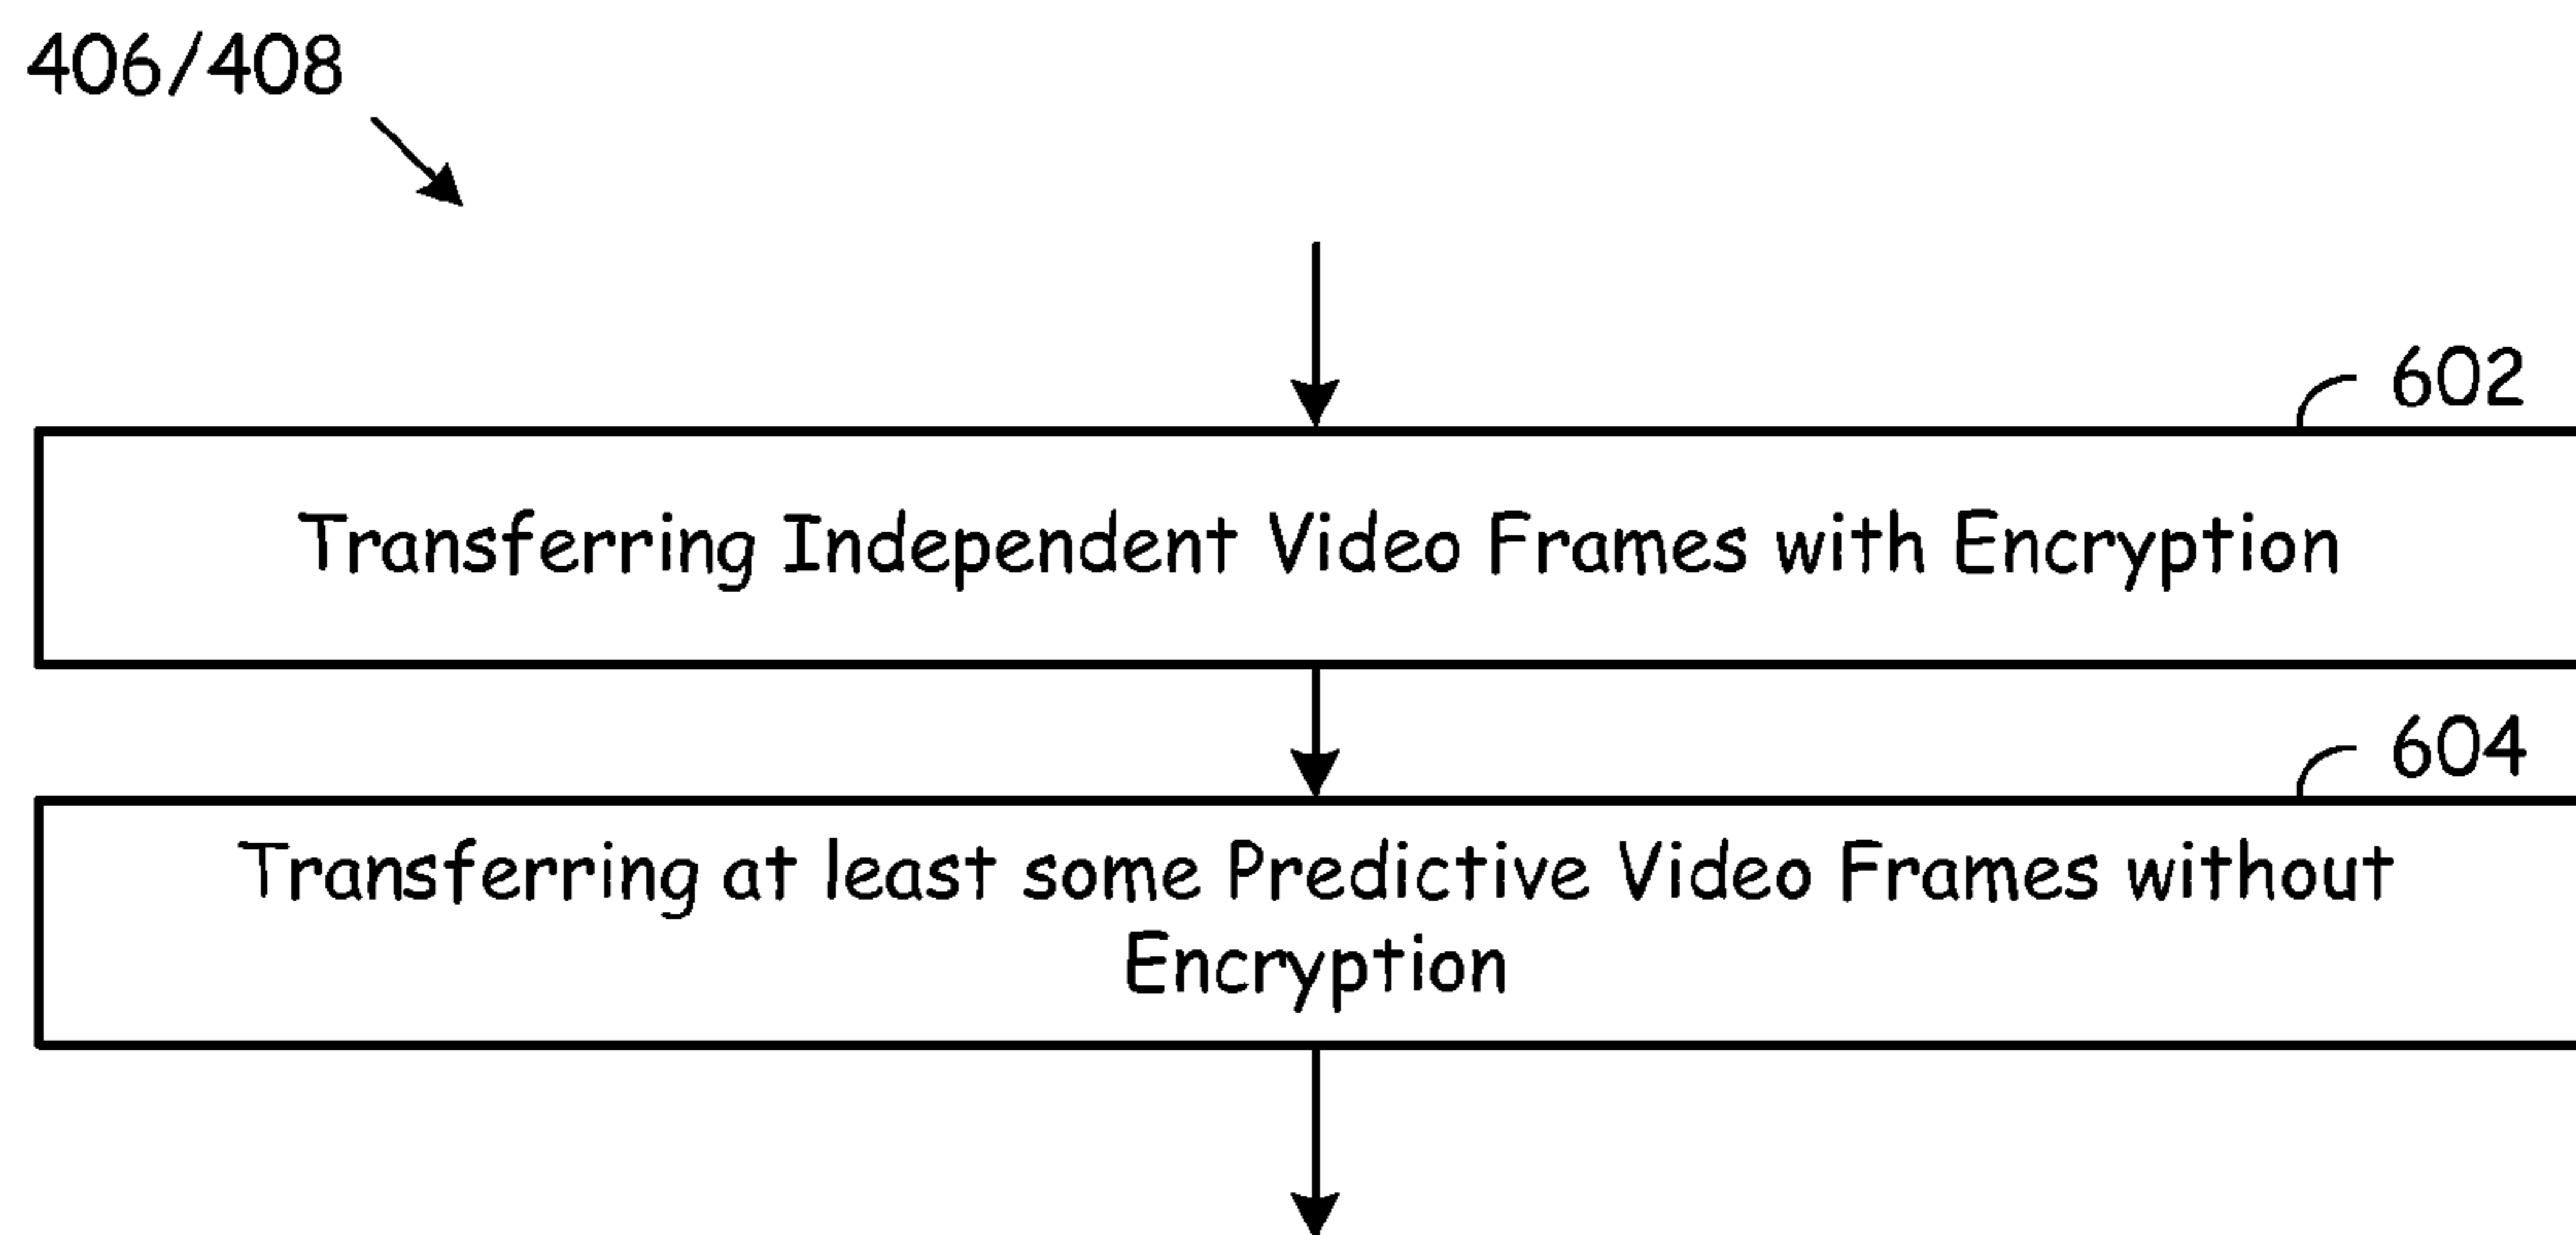 406/408
602
Transferring Independent Video Frames with Encryption
604
Transferring at least some Predictive Video Frames without
Encryption